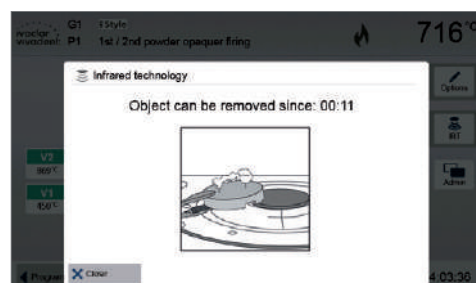 ivoclar
vivadent
G1 IPS Style
P1 1st / 2nd powder opaquer firing
716°C
Infrared technology
Object can be removed since: 00:11
Options
IRT
Admin
V2
V1
450°C
Program
Close
4:03:36